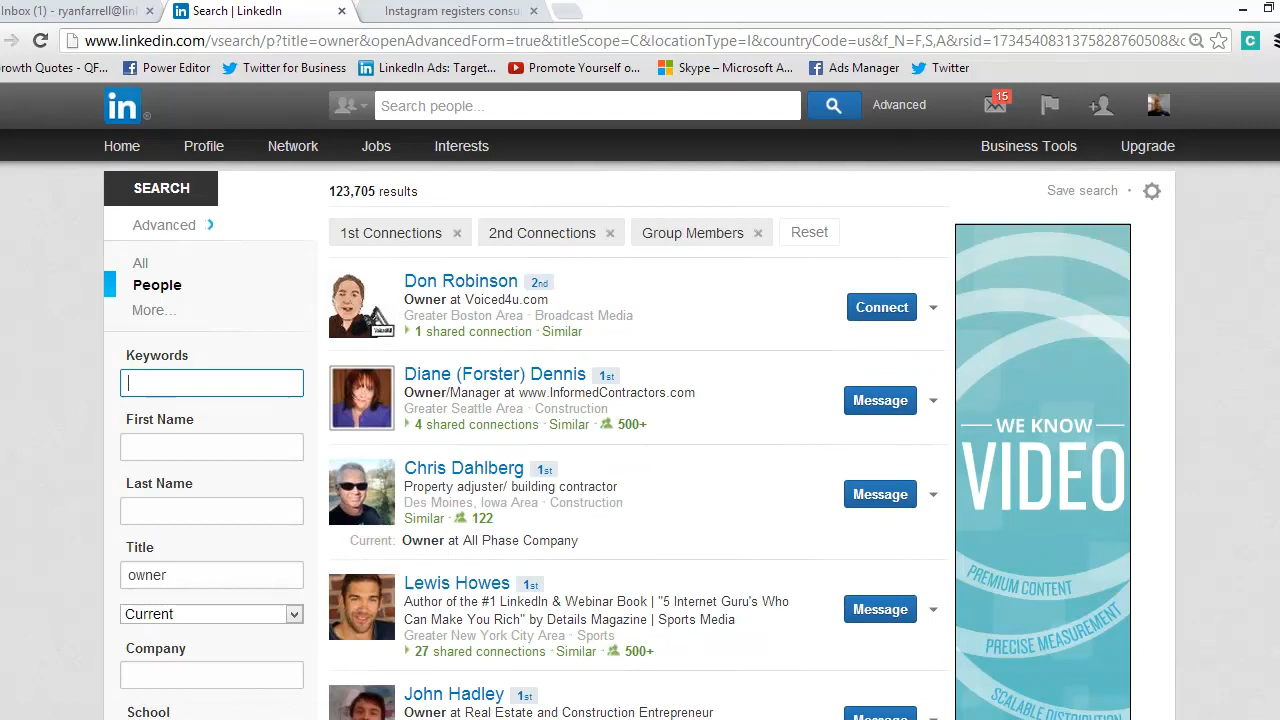 Inbox (1) - ryanfarrell@lin
Search | LinkedIn
Instagram registers consu
www.linkedin.com/vsearch/p?title=owner&openAdvancedForm=true&titleScope=C&locationType=I&countryCode=us&f_N=F,S,A&rsid=1734540831375828760508&c
rowth Quotes - QF...
Power Editor
Twitter for Business
LinkedIn Ads: Target...
Promote Yourself o...
Skype – Microsoft A...
Ads Manager
Twitter
in
Search people...
Advanced
15
Home
Profile
Network
Jobs
Interests
Business Tools
Upgrade
SEARCH
Advanced
All
People
More...
Keywords
First Name
Last Name
Title
owner
Current
Company
School
123,705 results
Save search
1st Connections
2nd Connections
Group Members
Reset
Don Robinson 2nd
Owner at Voiced4u.com
Greater Boston Area · Broadcast Media
1 shared connection · Similar
Connect
Diane (Forster) Dennis 1st
Owner/Manager at www.InformedContractors.com
Greater Seattle Area · Construction
4 shared connections · Similar · 500+
Message
Chris Dahlberg 1st
Property adjuster/ building contractor
Des Moines, Iowa Area · Construction
Similar · 122
Current: Owner at All Phase Company
Message
Lewis Howes 1st
Author of the #1 LinkedIn & Webinar Book | "5 Internet Guru's Who
Can Make You Rich" by Details Magazine | Sports Media
Greater New York City Area · Sports
27 shared connections · Similar · 500+
Message
John Hadley 1st
Owner at Real Estate and Construction Entrepreneur
Message
WE KNOW
VIDEO
PREMIUM CONTENT
PRECISE MEASUREMENT
SCALABLE DISTRIBUTION